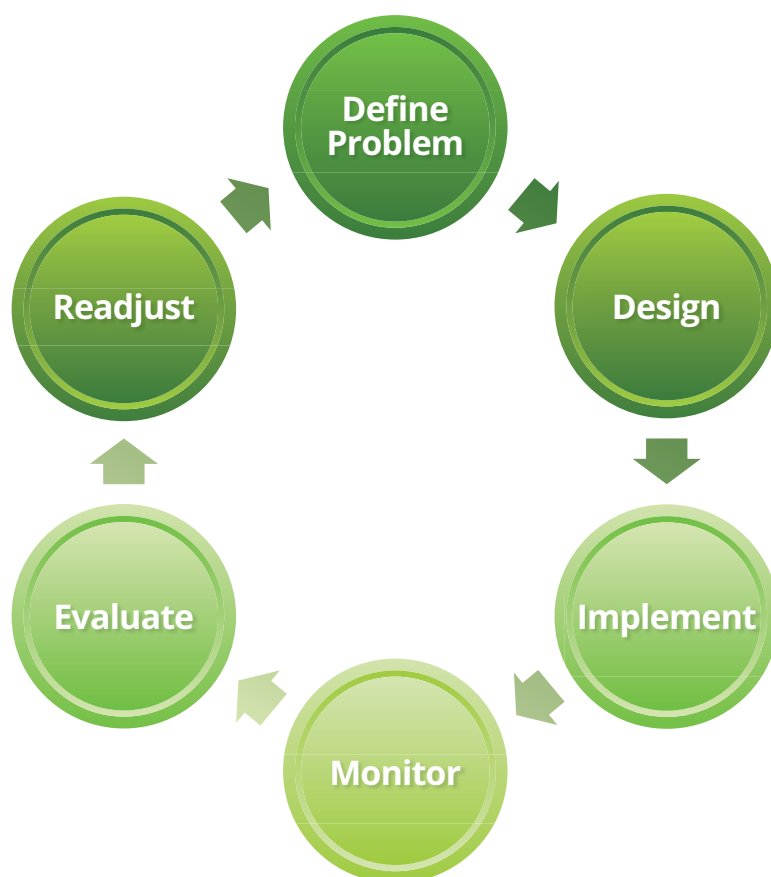 Define
Problem
Design
Implement
Monitor
Evaluate
Readjust